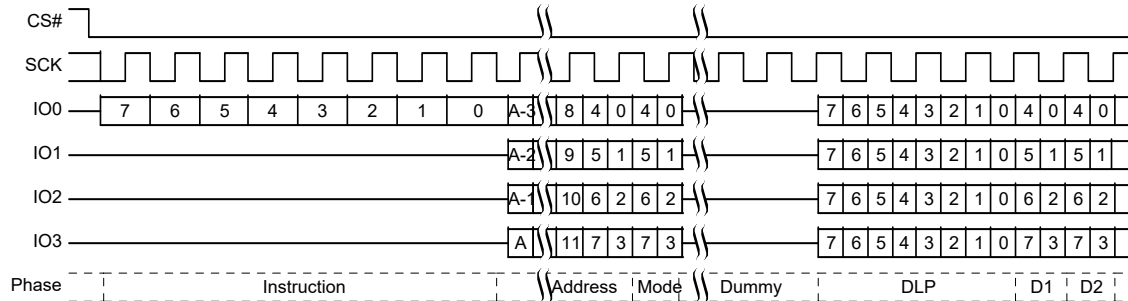 CS#
SCK
IO0 7 6 5 4 3 2 1 0 A-3 8 4 0 4 0 7 6 5 4 3 2 1 0 4 0 4 0
IO1 A-2 9 5 1 5 1 7 6 5 4 3 2 1 0 5 1 5 1
IO2 A-1 10 6 2 6 2 7 6 5 4 3 2 1 0 6 2 6 2
IO3 A 11 7 3 7 3 7 6 5 4 3 2 1 0 7 3 7 3
Phase Instruction Address Mode Dummy DLP D1 D2